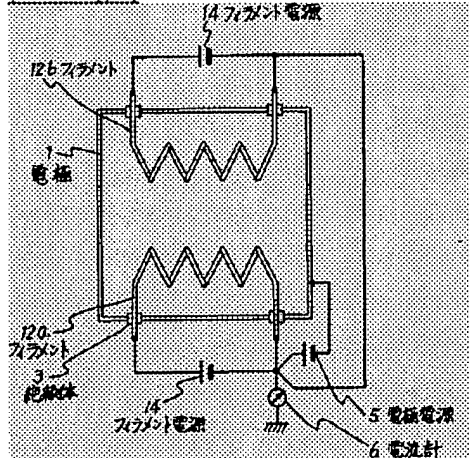 14 フィラメント電源
12b フィラメント
1
電極
12a
フィラメント
3
絶縁体
14
フィラメント電源
5 電極電源
6 電流計